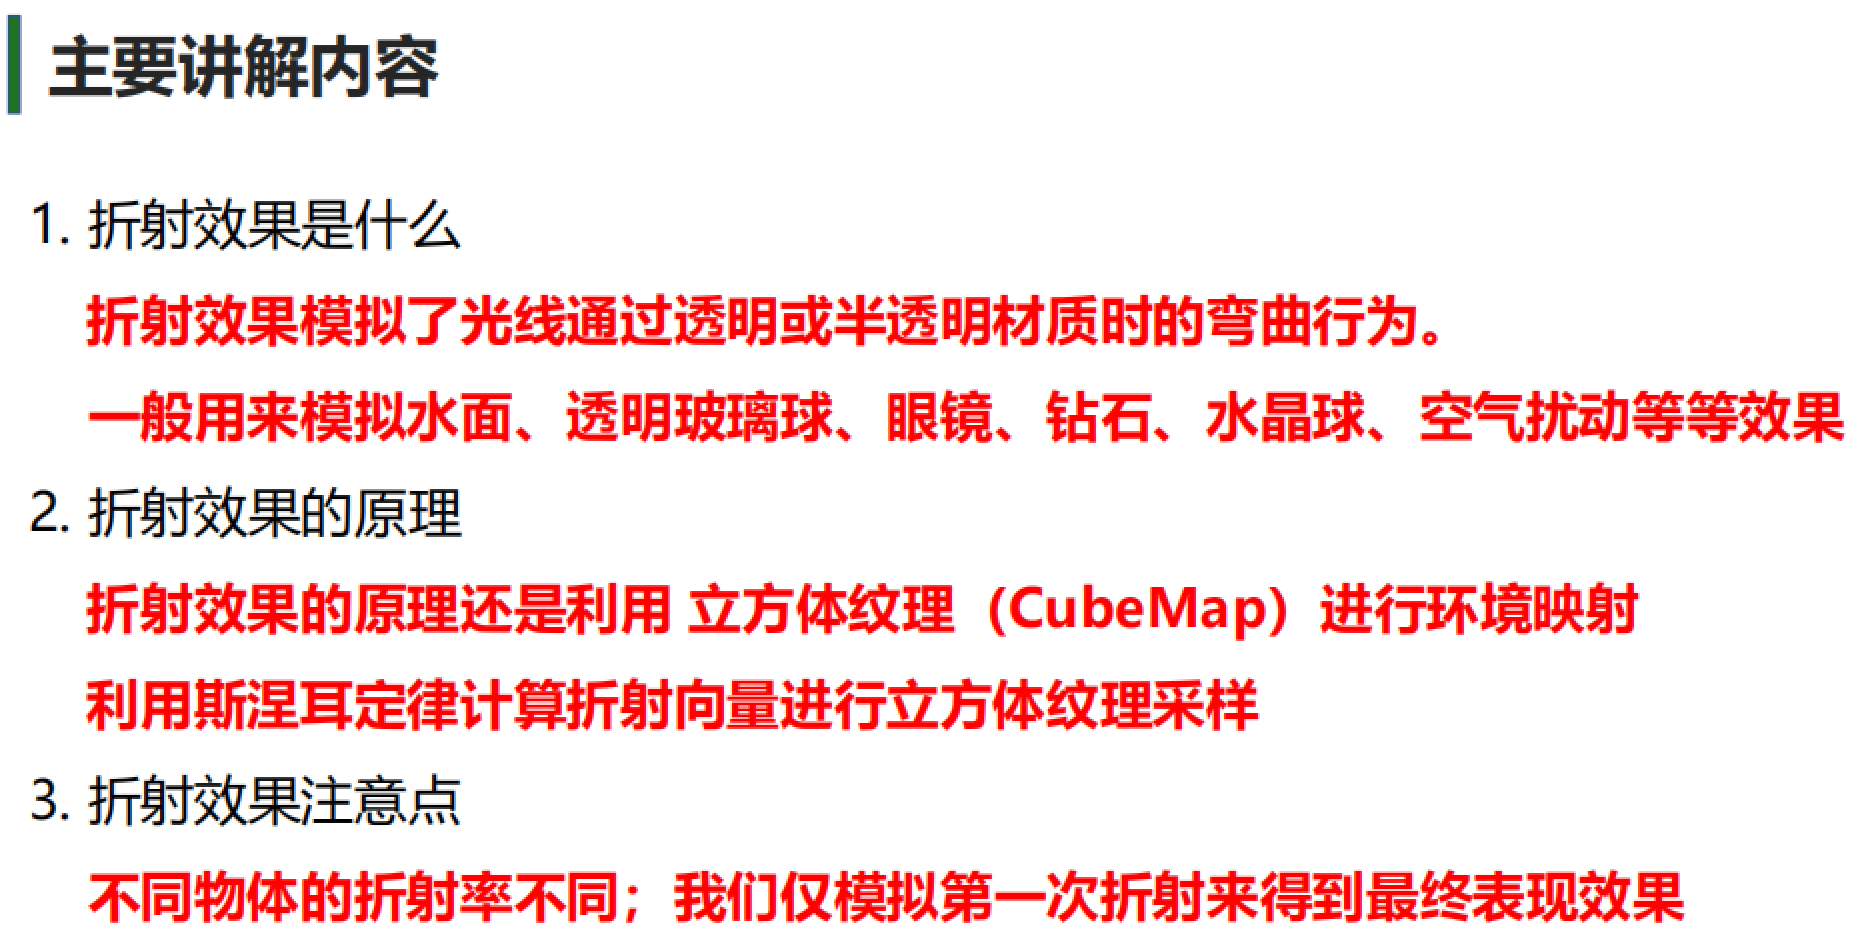 主要讲解内容
1. 折射效果是什么
折射效果模拟了光线通过透明或半透明材质时的弯曲行为。
一般用来模拟水面、透明玻璃球、眼镜、钻石、水晶球、空气扰动等等效果
2. 折射效果的原理
折射效果的原理还是利用 立方体纹理（CubeMap）进行环境映射
利用斯涅耳定律计算折射向量进行立方体纹理采样
3. 折射效果注意点
不同物体的折射率不同；我们仅模拟第一次折射来得到最终表现效果